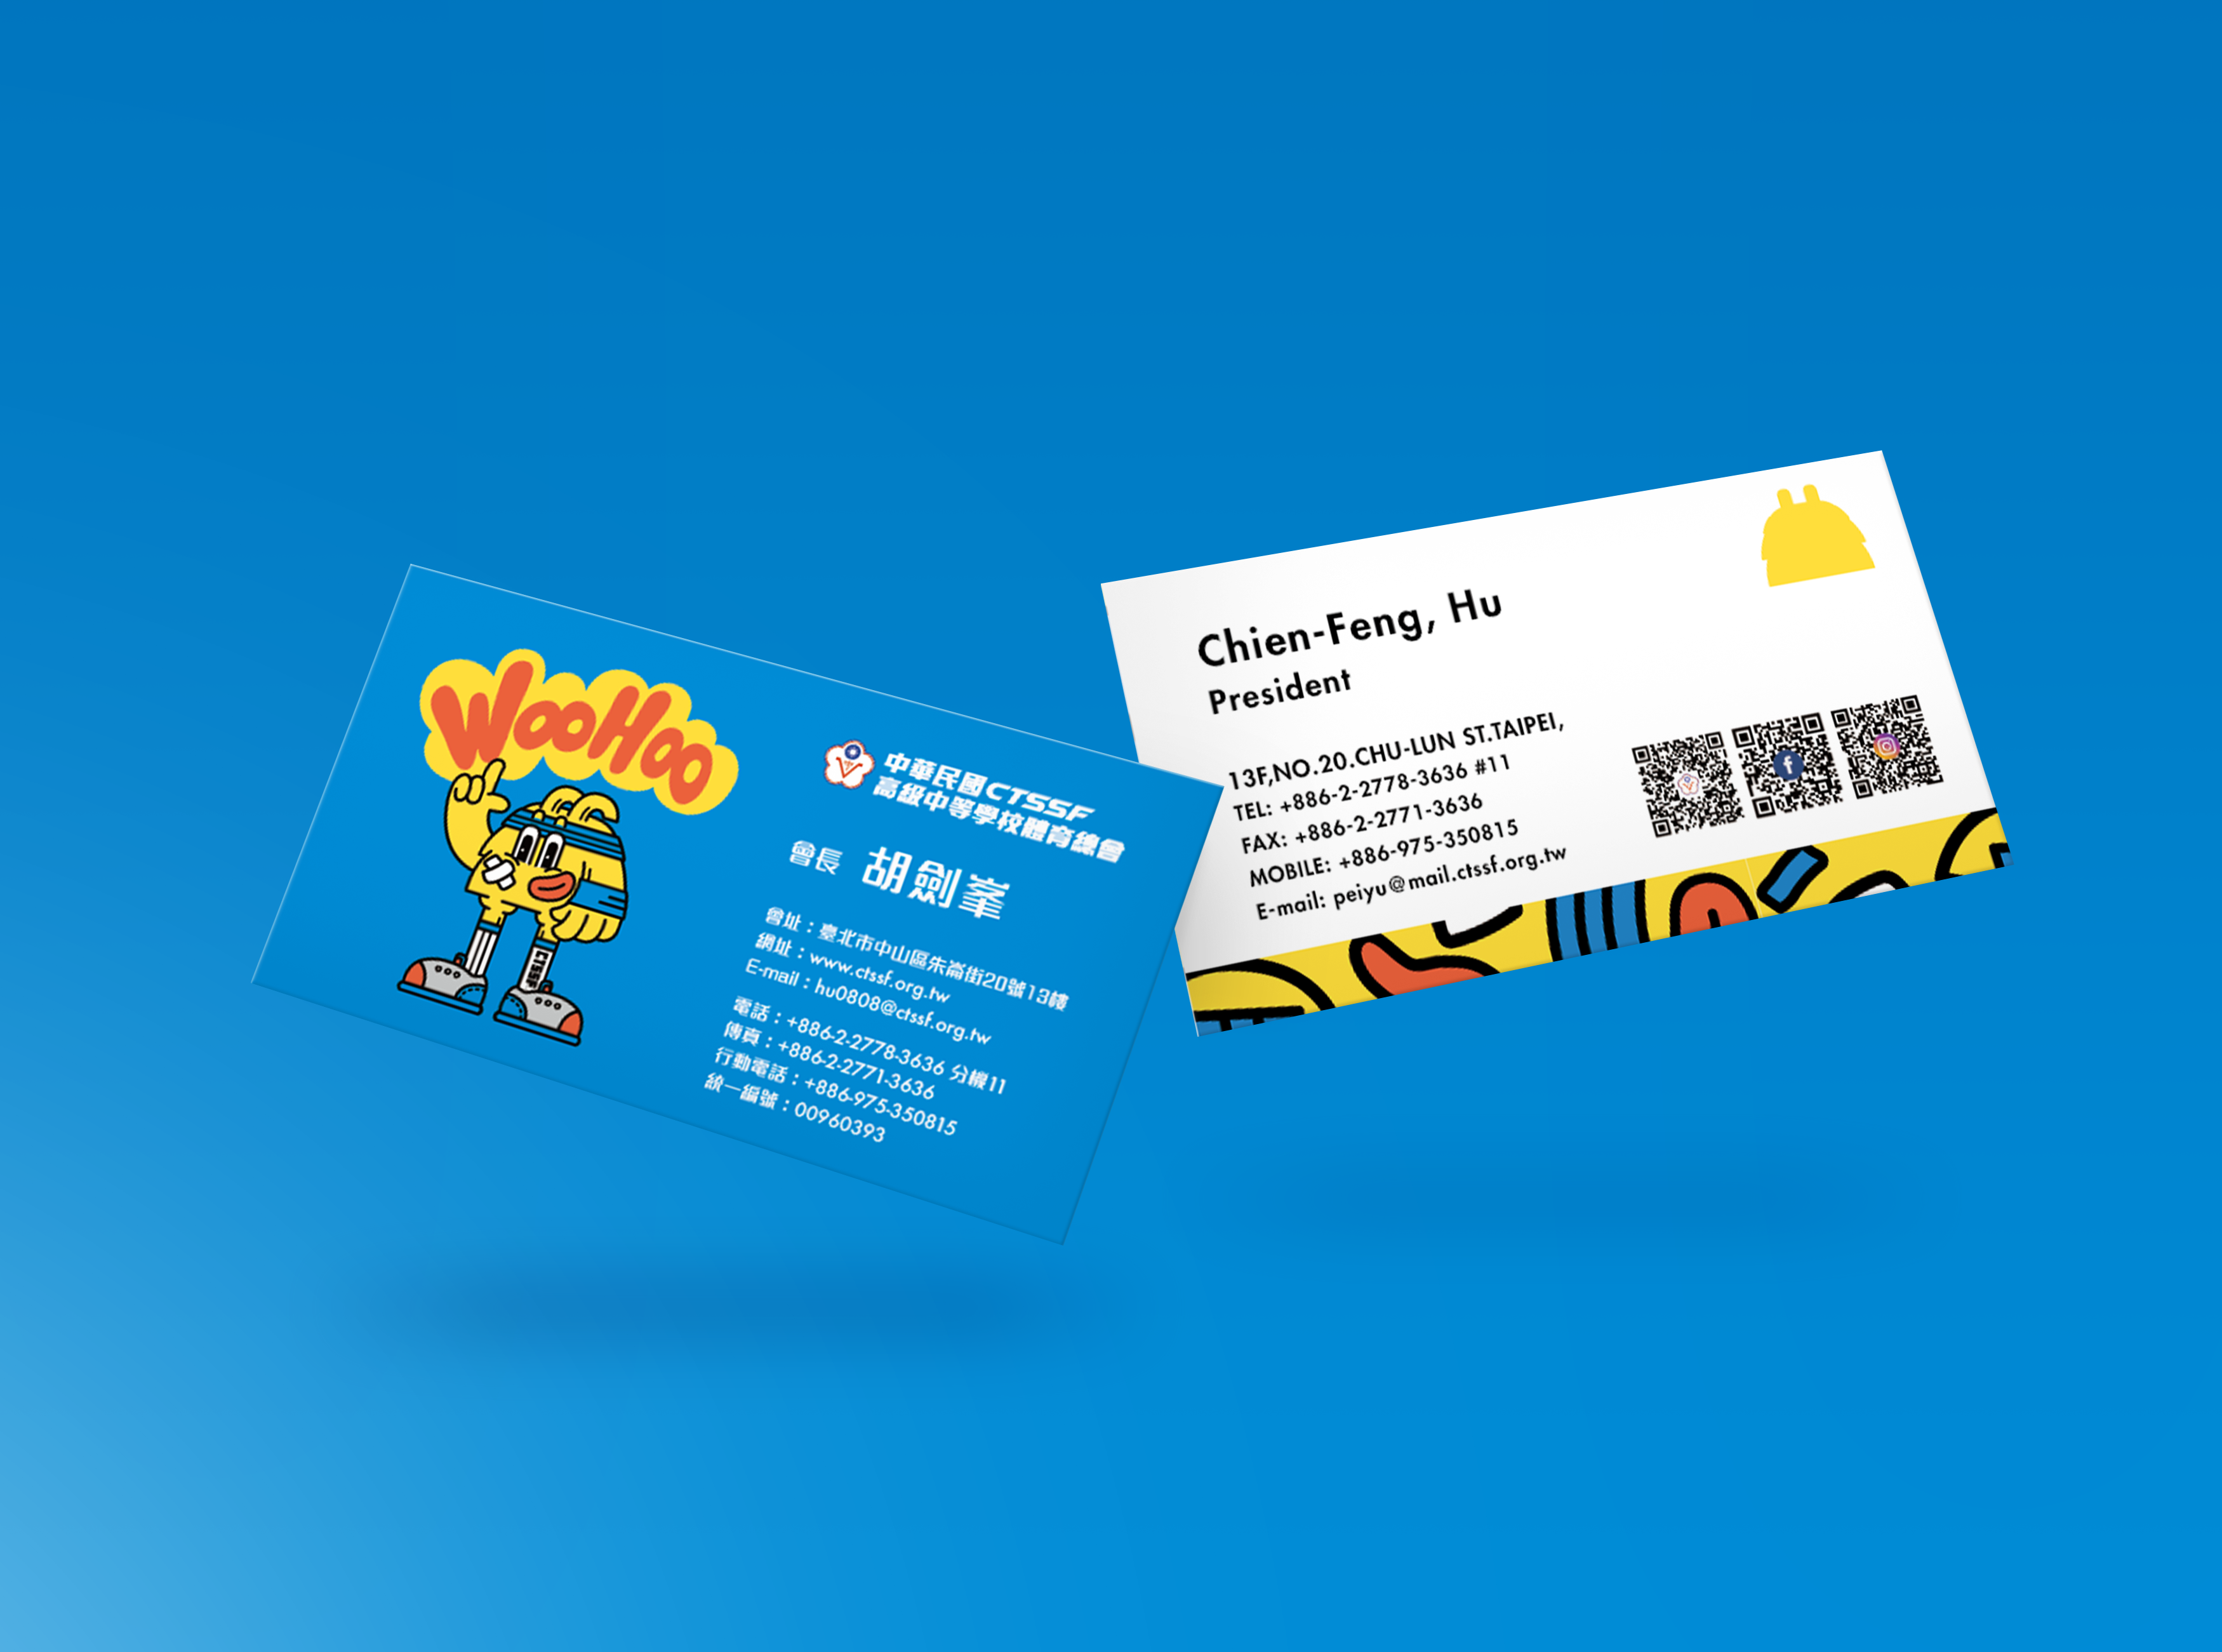 WooHoo
CTSSF
中華民國CTSSF
高級中等學校體育總會
會長 胡劍峯
會址：臺北市中山區朱崙街20號13樓
網址：www.ctssf.org.tw
E-mail：hu0808@ctssf.org.tw
電話：+886-2-2778-3636 分機11
傳真：+886-2-2771-3636
行動電話：+886-975-350815
統一編號：00960393
Chien-Feng, Hu
President
13F,NO.20.CHU-LUN ST.TAIPEI,
TEL: +886-2-2778-3636 #11
FAX: +886-2-2771-3636
MOBILE: +886-975-350815
E-mail: peiyu@mail.ctssf.org.tw